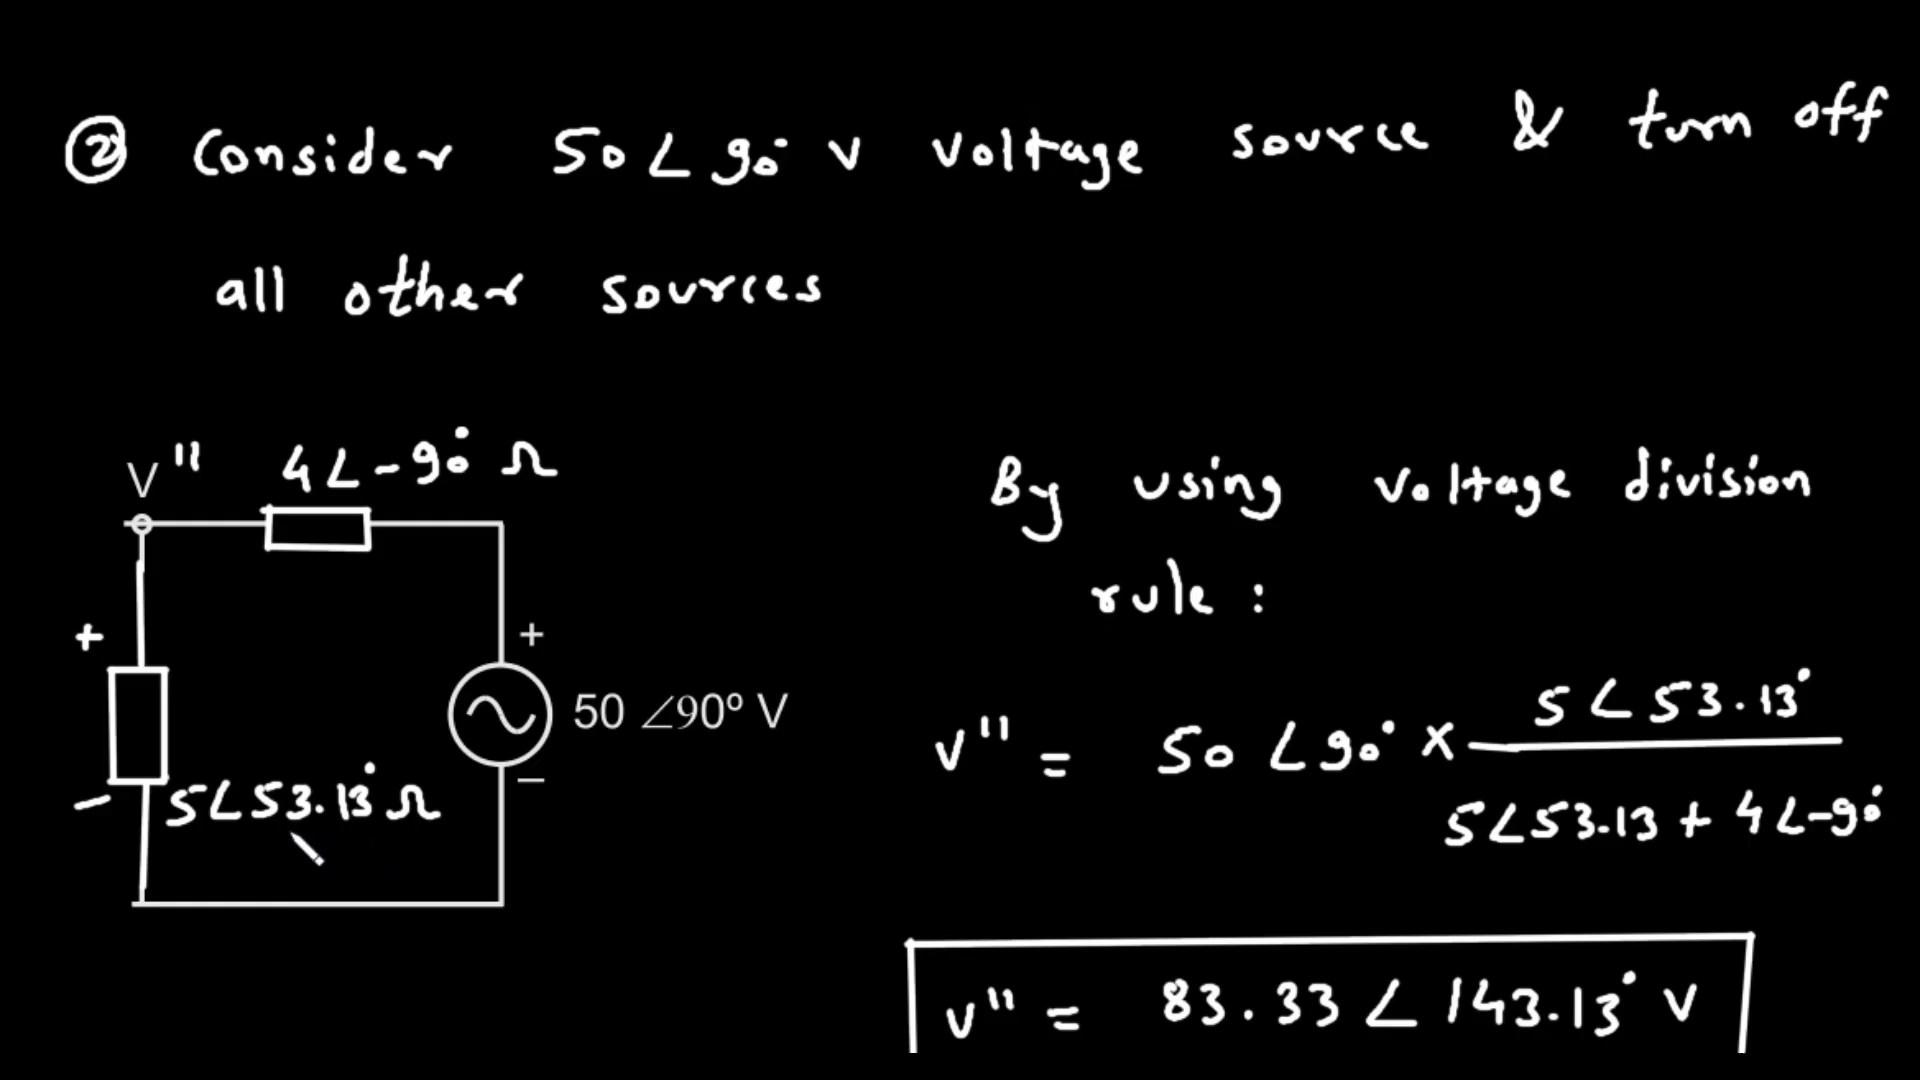 ② Consider 50∠90° V Voltage source & turn off
all other sources
V" 4∠-90° Ω
+
+
50 ∠90º V
-
-
5∠53.13° Ω
By using Voltage division
rule :
V" = 50∠90° × 5∠53.13° / 5∠53.13 + 4∠-90°
V" = 83.33∠143.13° V